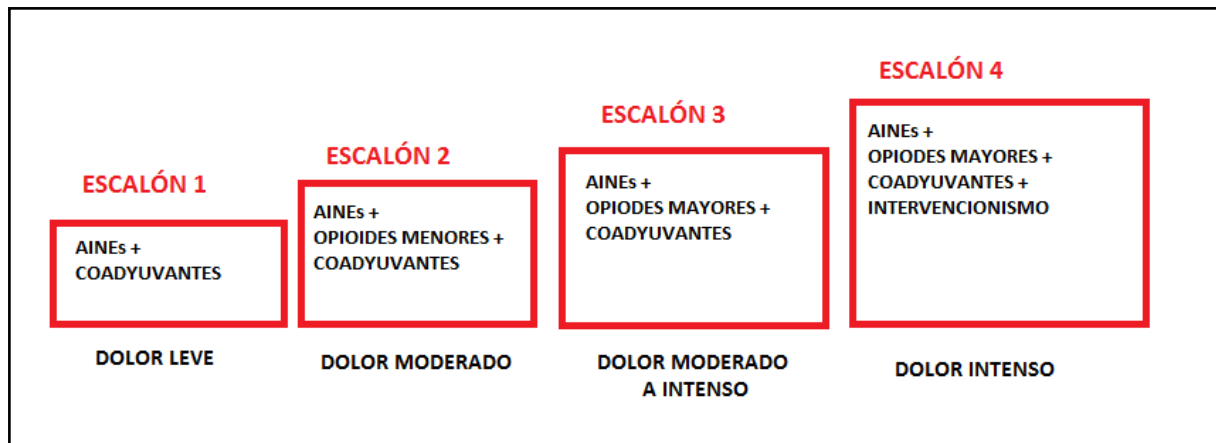 ESCALÓN 1
AINEs +
COADYUVANTES
DOLOR LEVE
ESCALÓN 2
AINEs +
OPIOIDES MENORES +
COADYUVANTES
DOLOR MODERADO
ESCALÓN 3
AINEs +
OPIODES MAYORES +
COADYUVANTES
DOLOR MODERADO
A INTENSO
ESCALÓN 4
AINEs +
OPIODES MAYORES +
COADYUVANTES +
INTERVENCIONISMO
DOLOR INTENSO